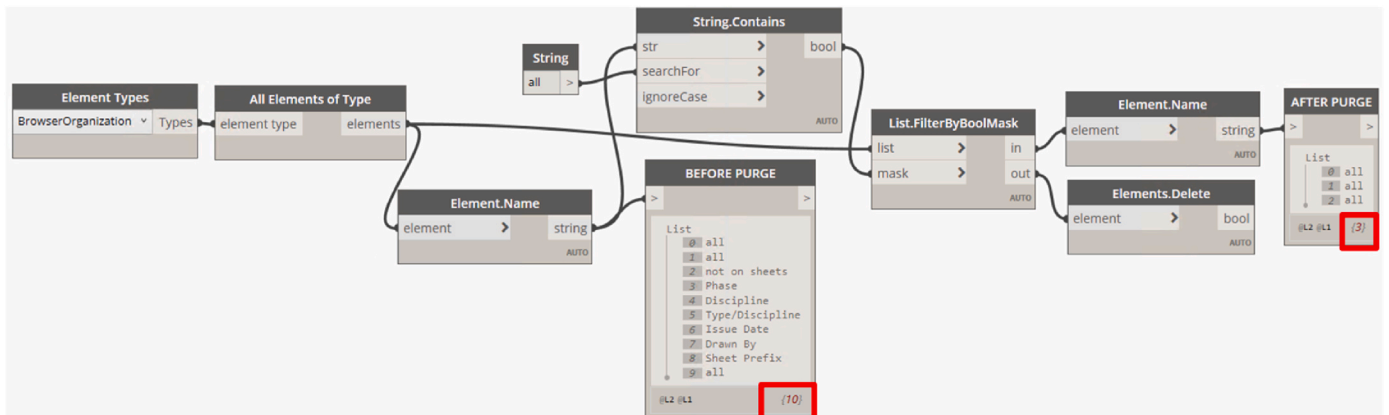 Element Types
BrowserOrganization Types
All Elements of Type
element type elements
String
all >
String.Contains
str > bool
searchFor >
ignoreCase >
AUTO
Element.Name
element > string
AUTO
BEFORE PURGE
> >
List
0 all
1 all
2 not on sheets
3 Phase
4 Discipline
5 Type/Discipline
6 Issue Date
7 Drawn By
8 Sheet Prefix
9 all
@L2 @L1 {10}
List.FilterByBoolMask
list > in
mask > out
AUTO
Element.Name
element > string
AUTO
Elements.Delete
element > bool
AUTO
AFTER PURGE
> >
List
0 all
1 all
2 all
@L2 @L1 {3}